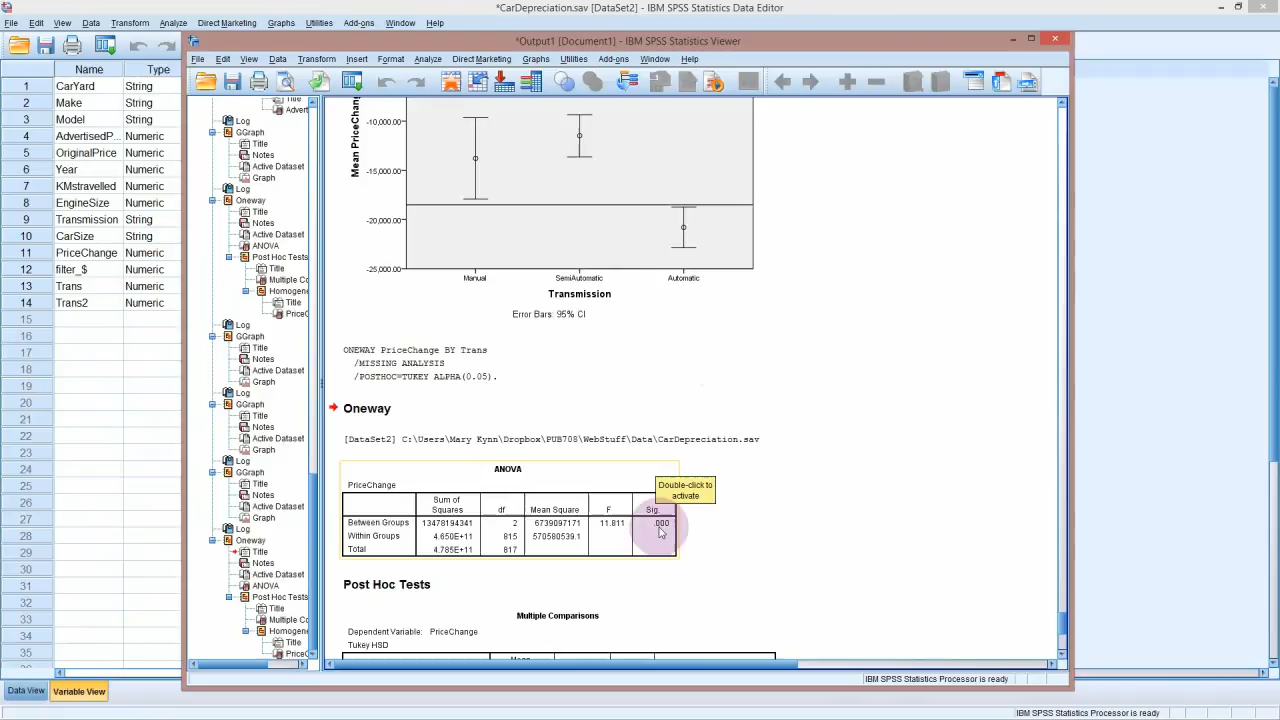 *CarDepreciation.sav [DataSet2] - IBM SPSS Statistics Data Editor
File Edit View Data Transform Analyze Direct Marketing Graphs Utilities Add-ons Window Help
*Output1 [Document1] - IBM SPSS Statistics Viewer
File Edit View Data Transform Insert Format Analyze Direct Marketing Graphs Utilities Add-ons Window Help
Name Type
1 CarYard String
2 Make String
3 Model String
4 AdvertisedP... Numeric
5 OriginalPrice Numeric
6 Year Numeric
7 KMstravelled Numeric
8 EngineSize Numeric
9 Transmission String
10 CarSize String
11 PriceChange Numeric
12 filter_$ Numeric
13 Trans Numeric
14 Trans2 Numeric
15
16
17
18
19
20
21
22
23
24
25
26
27
28
29
30
31
32
33
34
35
Data View Variable View
Title
Advert
Log
GGraph
Title
Notes
Active Dataset
Graph
Log
Oneway
Title
Notes
Active Dataset
ANOVA
Post Hoc Tests
Title
Multiple Co
Homogene
Title
PriceC
Log
GGraph
Title
Notes
Active Dataset
Graph
Log
GGraph
Title
Notes
Active Dataset
Graph
Log
GGraph
Title
Notes
Active Dataset
Graph
Log
Oneway
Title
Notes
Active Dataset
ANOVA
Post Hoc Tests
Title
Multiple Co
Homogene
Title
PriceC
Mean PriceChang
-10,000.00
-15,000.00
-20,000.00
-25,000.00
Manual SemiAutomatic Automatic
Transmission
Error Bars: 95% CI
ONEWAY PriceChange BY Trans
/MISSING ANALYSIS
/POSTHOC=TUKEY ALPHA(0.05).
Oneway
[DataSet2] C:\Users\Mary Kynn\Dropbox\PUB708\WebStuff\Data\CarDepreciation.sav
ANOVA
PriceChange
Double-click to
activate
Sum of
Squares df Mean Square F Sig.
Between Groups 13478194341 2 6739097171 11.811 .000
Within Groups 4.650E+11 815 570580539.1
Total 4.785E+11 817
Post Hoc Tests
Multiple Comparisons
Dependent Variable: PriceChange
Tukey HSD
Mean
IBM SPSS Statistics Processor is ready
IBM SPSS Statistics Processor is ready